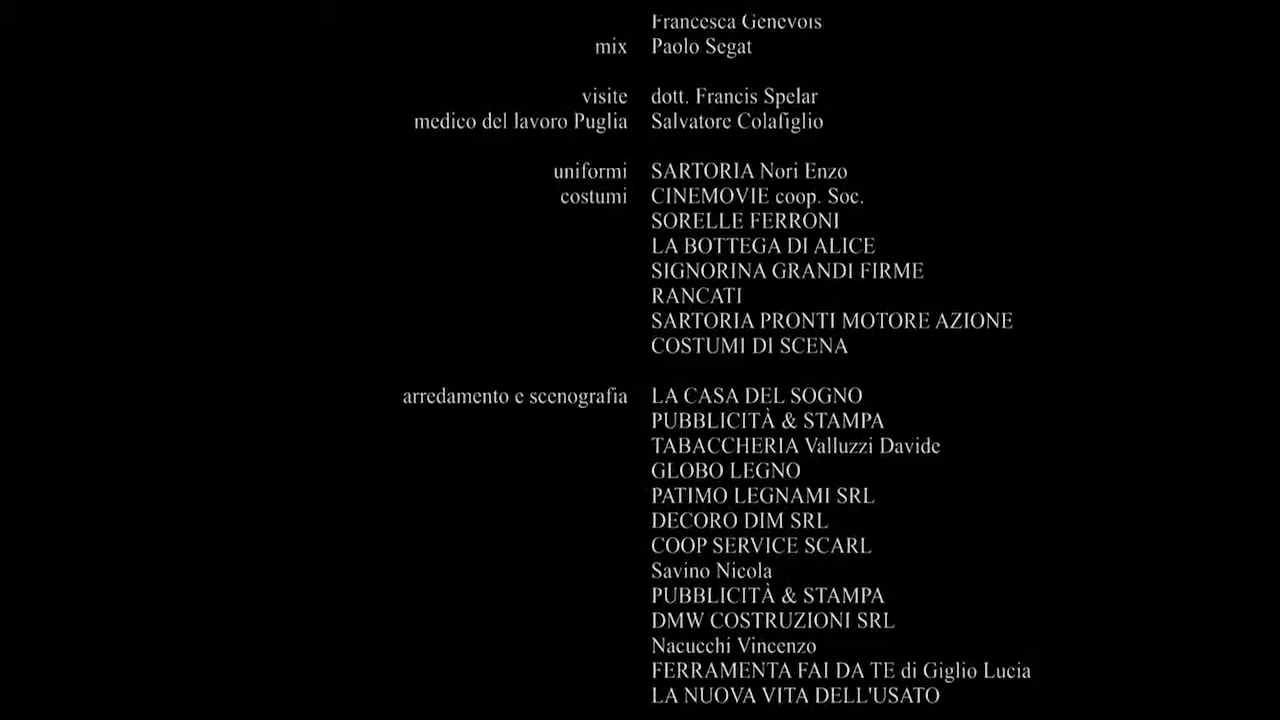 Francesca Genevois
mix Paolo Segat
visite dott. Francis Spelar
medico del lavoro Puglia Salvatore Colafiglio
uniformi SARTORIA Nori Enzo
costumi CINEMOVIE coop. Soc.
SORELLE FERRONI
LA BOTTEGA DI ALICE
SIGNORINA GRANDI FIRME
RANCATI
SARTORIA PRONTI MOTORE AZIONE
COSTUMI DI SCENA
arredamento e scenografia LA CASA DEL SOGNO
PUBBLICITÀ & STAMPA
TABACCHERIA Valluzzi Davide
GLOBO LEGNO
PATIMO LEGNAMI SRL
DECORO DIM SRL
COOP SERVICE SCARL
Savino Nicola
PUBBLICITÀ & STAMPA
DMW COSTRUZIONI SRL
Nacucchi Vincenzo
FERRAMENTA FAI DA TE di Giglio Lucia
LA NUOVA VITA DELL'USATO